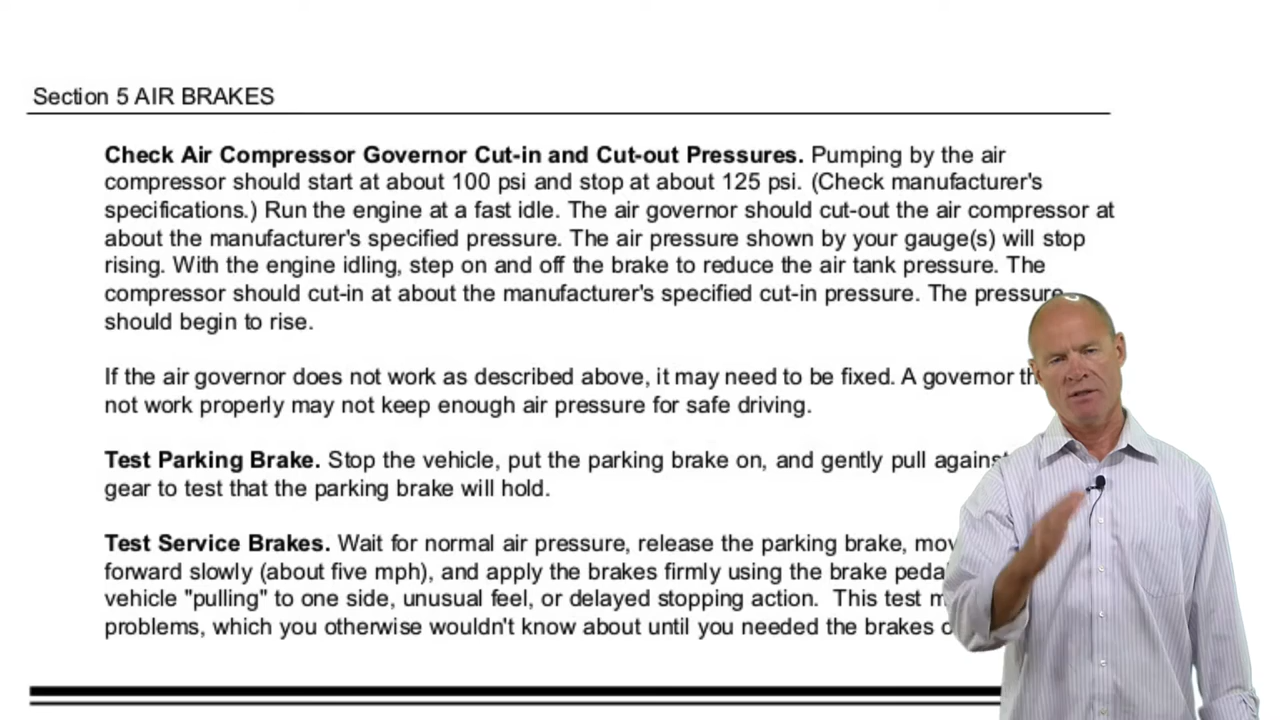 Section 5 AIR BRAKES
Check Air Compressor Governor Cut-in and Cut-out Pressures. Pumping by the air
compressor should start at about 100 psi and stop at about 125 psi. (Check manufacturer's
specifications.) Run the engine at a fast idle. The air governor should cut-out the air compressor at
about the manufacturer's specified pressure. The air pressure shown by your gauge(s) will stop
rising. With the engine idling, step on and off the brake to reduce the air tank pressure. The
compressor should cut-in at about the manufacturer's specified cut-in pressure. The pressure
should begin to rise.
If the air governor does not work as described above, it may need to be fixed. A governor
not work properly may not keep enough air pressure for safe driving.
Test Parking Brake. Stop the vehicle, put the parking brake on, and gently pull against
gear to test that the parking brake will hold.
Test Service Brakes. Wait for normal air pressure, release the parking brake,
forward slowly (about five mph), and apply the brakes firmly using the brake
vehicle "pulling" to one side, unusual feel, or delayed stopping action. This test
problems, which you otherwise wouldn't know about until you needed the brakes